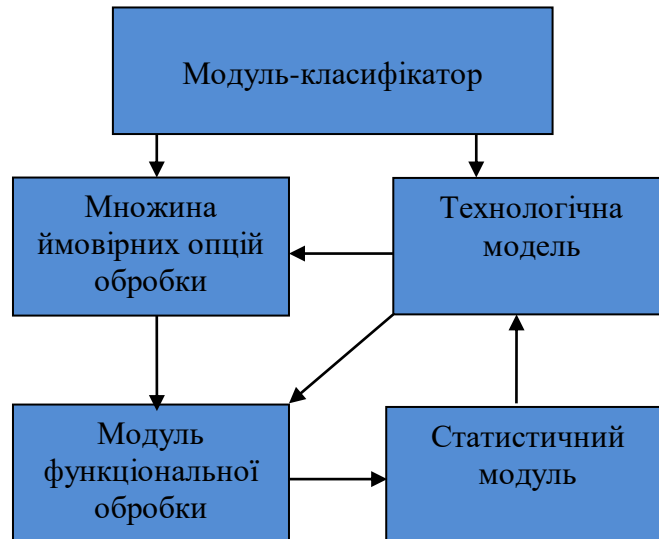 Модуль-класифікатор
Множина
ймовірних опцій
обробки
Технологічна
модель
Модуль
функціональної
обробки
Статистичний
модуль